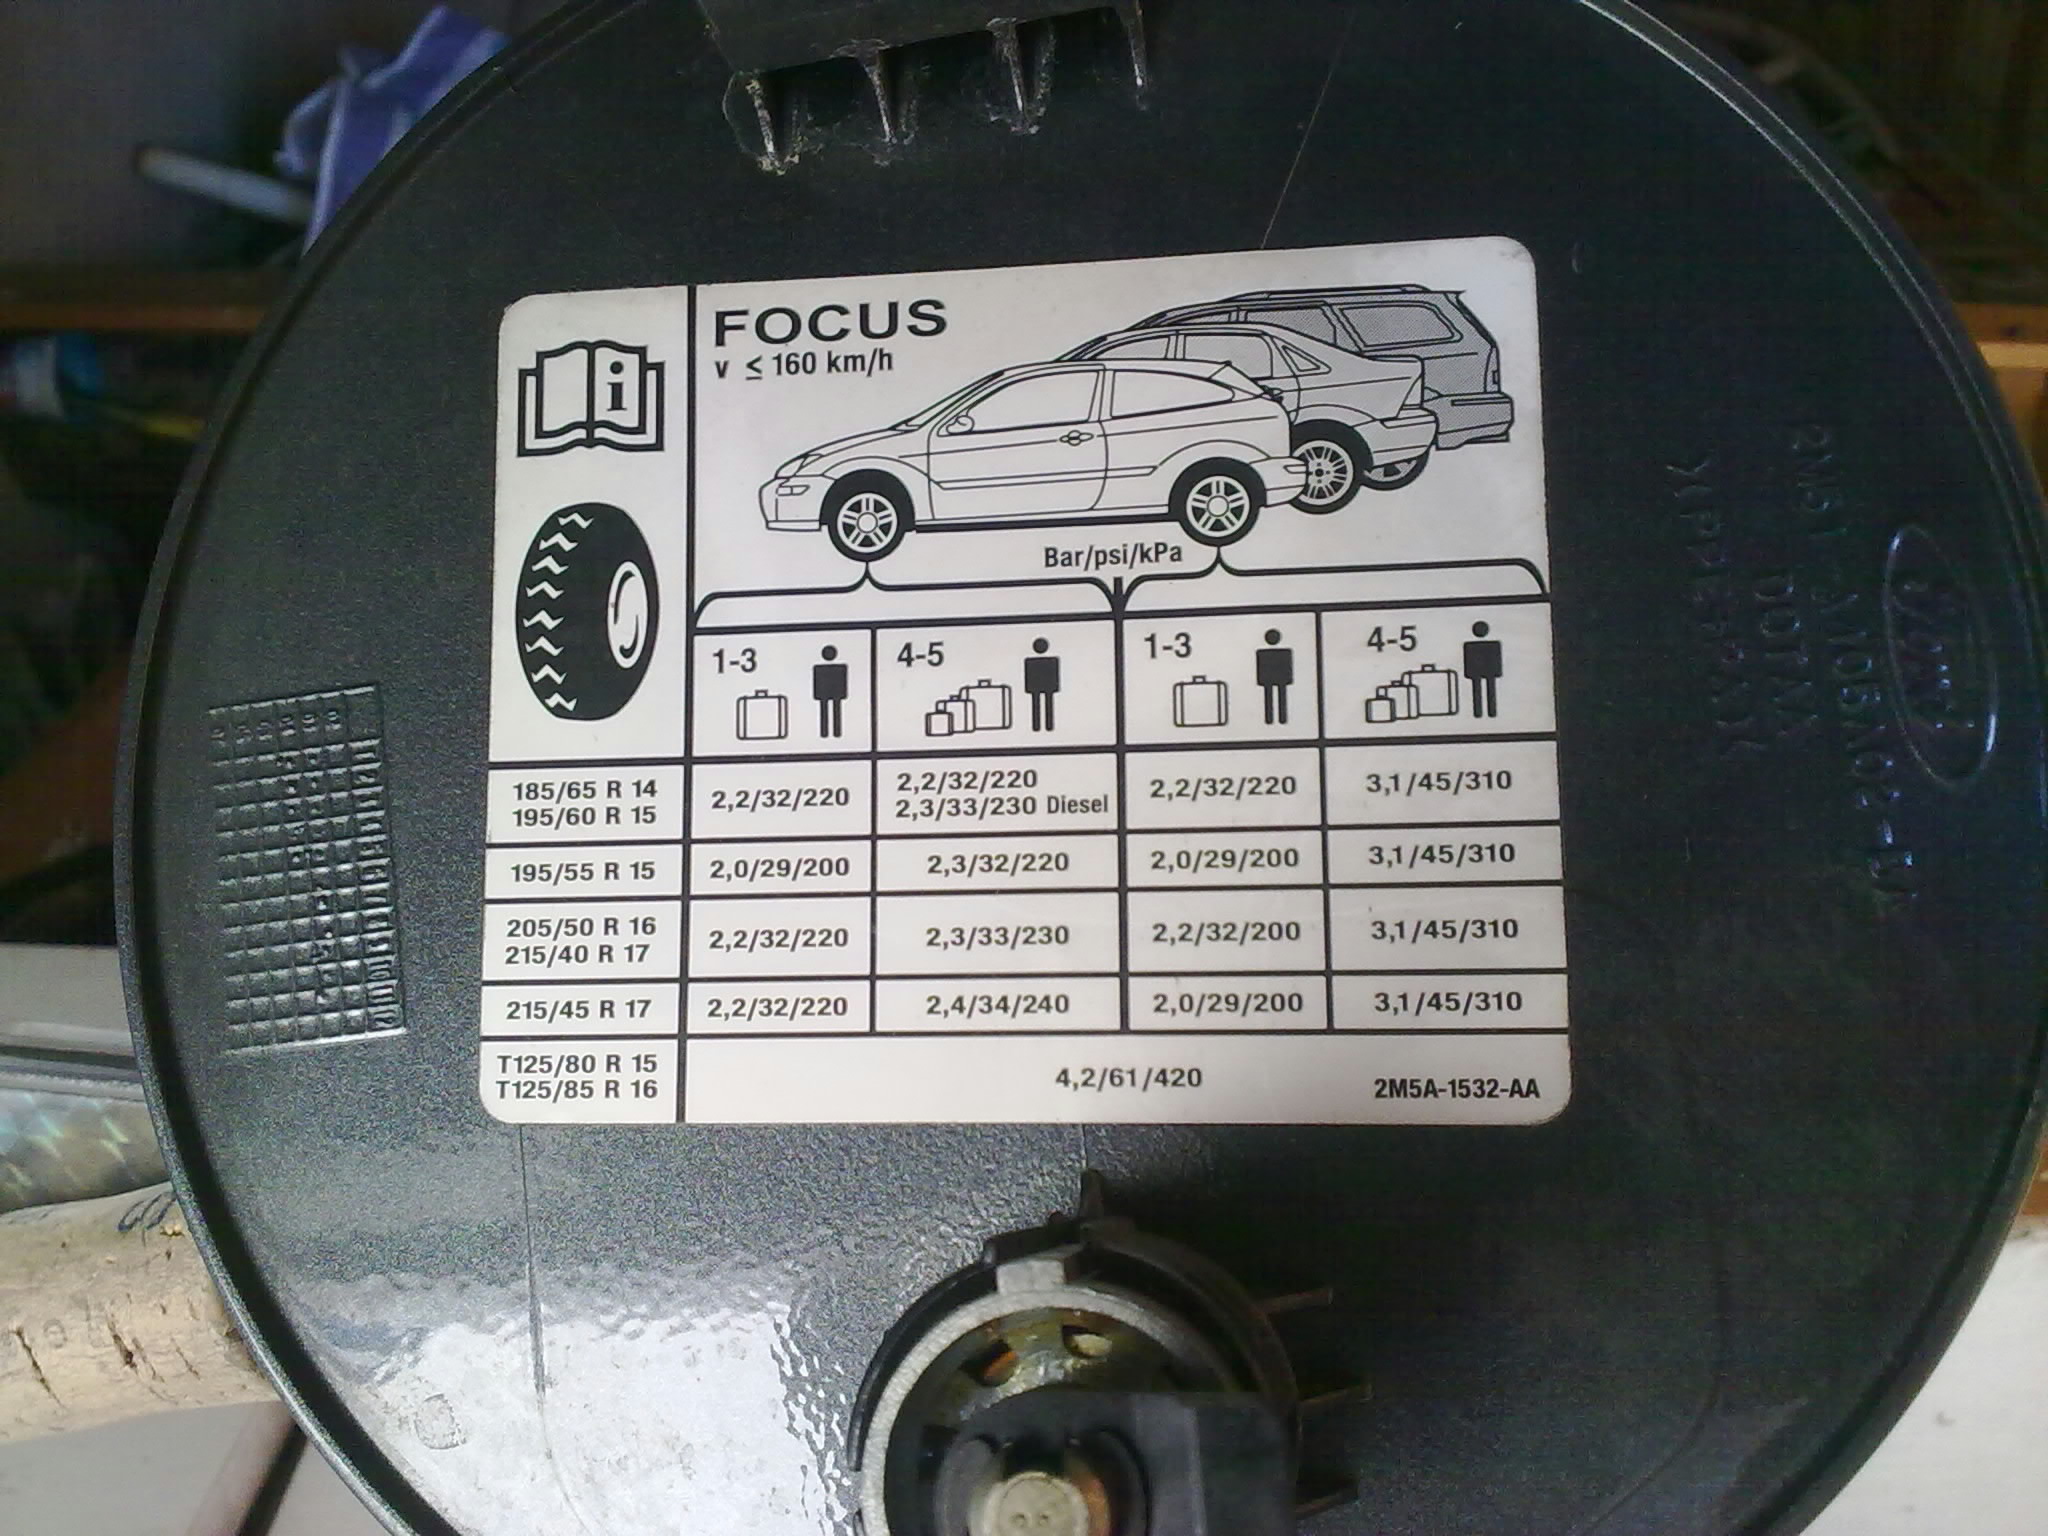 FOCUS
v ≤ 160 km/h
i
Bar/psi/kPa
1-3
4-5
1-3
4-5
185/65 R 14
195/60 R 15
2,2/32/220
2,2/32/220
2,3/33/230 Diesel
2,2/32/220
3,1/45/310
195/55 R 15
2,0/29/200
2,3/32/220
2,0/29/200
3,1/45/310
205/50 R 16
215/40 R 17
2,2/32/220
2,3/33/230
2,2/32/200
3,1/45/310
215/45 R 17
2,2/32/220
2,4/34/240
2,0/29/200
3,1/45/310
T125/80 R 15
T125/85 R 16
4,2/61/420
2M5A-1532-AA
Ford